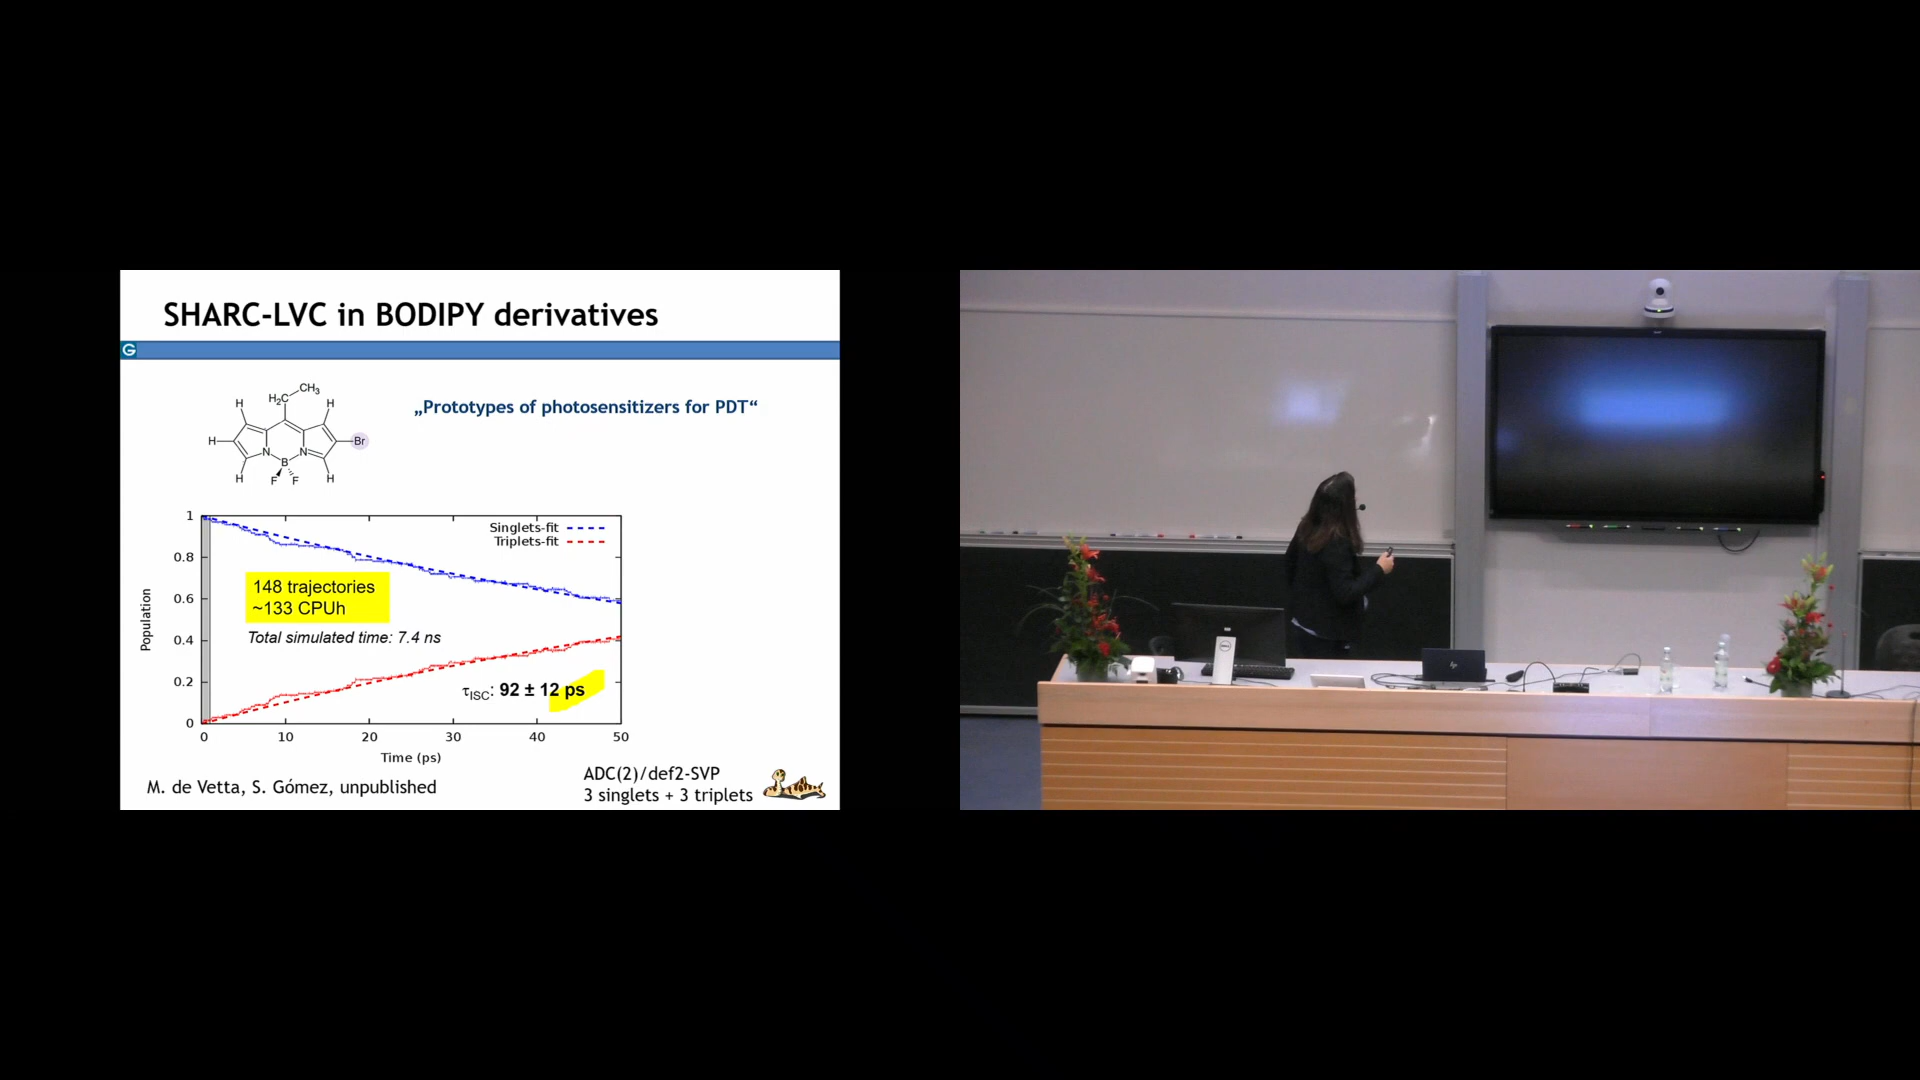 SHARC-LVC in BODIPY derivatives
G
„Prototypes of photosensitizers for PDT“
CH3
H2C
H
H
H
Br
N
N
B
H
F
F
H
1
0.8
0.6
0.4
0.2
0
Population
Singlets-fit
Triplets-fit
148 trajectories
~133 CPUh
Total simulated time: 7.4 ns
τISC: 92 ± 12 ps
0 10 20 30 40 50
Time (ps)
M. de Vetta, S. Gómez, unpublished
ADC(2)/def2-SVP
3 singlets + 3 triplets
DELL
hp